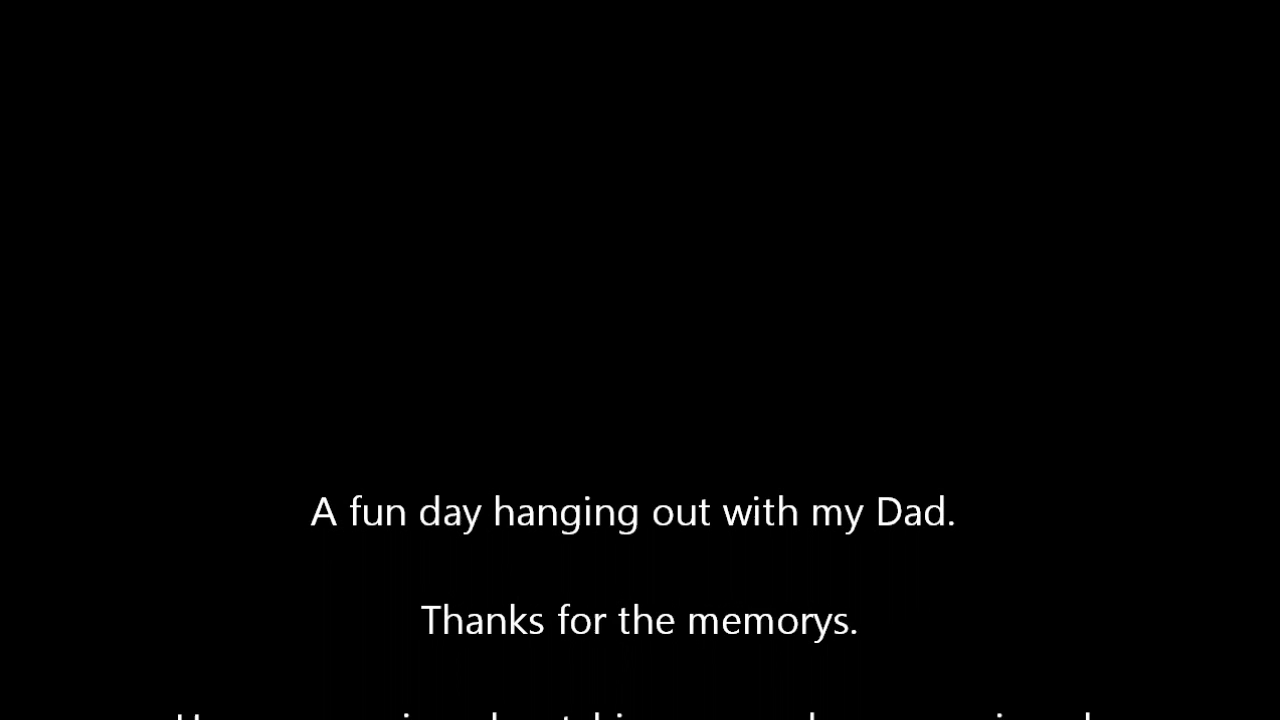 A fun day hanging out with my Dad.
Thanks for the memorys.